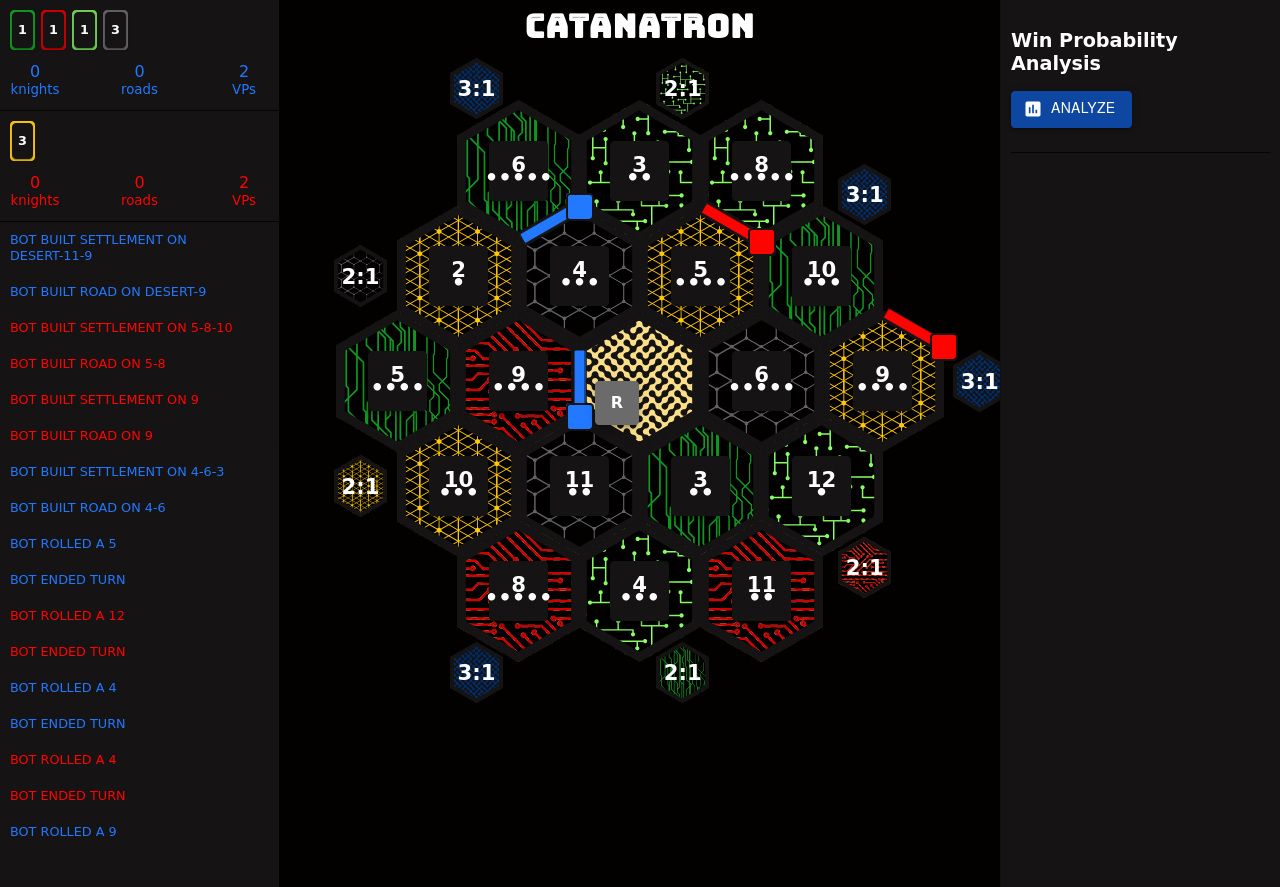 1 1 1 3
0 0 2
knights roads VPs
3
0 0 2
knights roads VPs
BOT BUILT SETTLEMENT ON
DESERT-11-9
BOT BUILT ROAD ON DESERT-9
BOT BUILT SETTLEMENT ON 5-8-10
BOT BUILT ROAD ON 5-8
BOT BUILT SETTLEMENT ON 9
BOT BUILT ROAD ON 9
BOT BUILT SETTLEMENT ON 4-6-3
BOT BUILT ROAD ON 4-6
BOT ROLLED A 5
BOT ENDED TURN
BOT ROLLED A 12
BOT ENDED TURN
BOT ROLLED A 4
BOT ENDED TURN
BOT ROLLED A 4
BOT ENDED TURN
BOT ROLLED A 9
CATANATRON
3:1 2:1
6 3 8
3:1
2:1 2 4 5 10
5 9 6 9 3:1
R
2:1 10 11 3 12
2:1
8 4 11
3:1 2:1
Win Probability
Analysis
ANALYZE